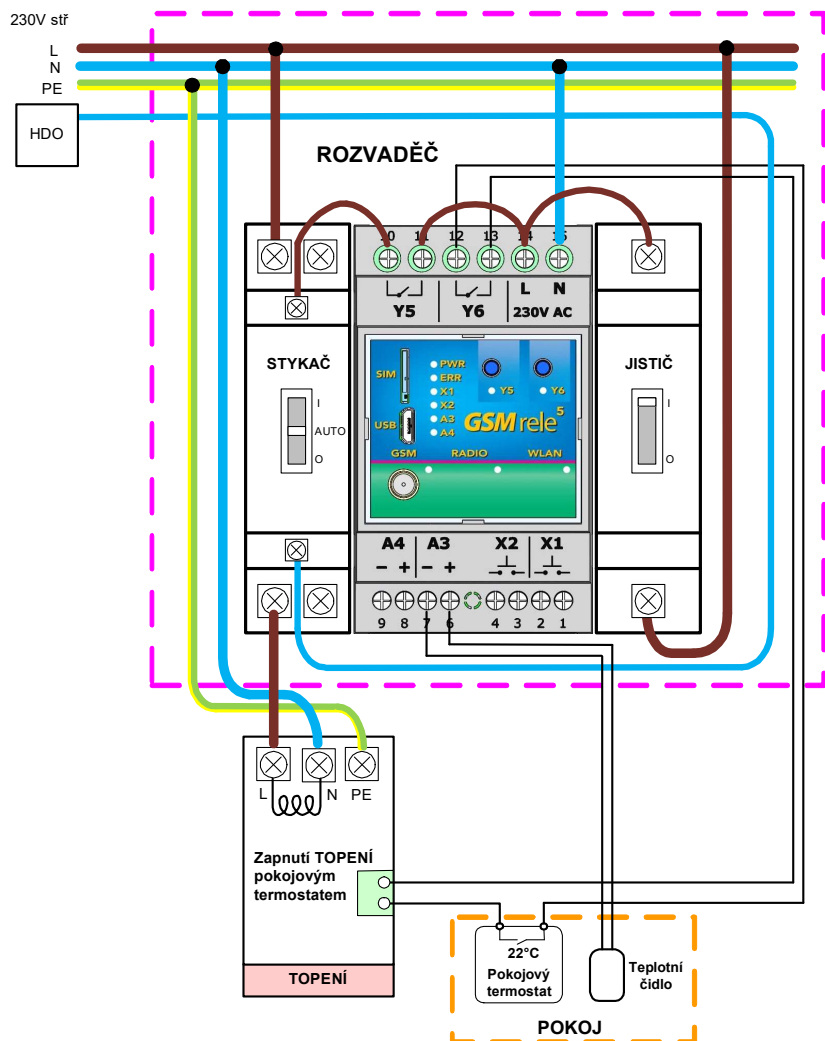 230V stř
L
N
PE
HDO
ROZVADĚČ
10 11 12 13 14 15
Y5 Y6
L N
230V AC
STYKAČ
I
AUTO
O
SIM
USB
PWR
ERR
X1
X2
A3
A4
Y5 Y6
GSM rele 5
GSM RADIO WLAN
JISTIČ
I
O
A4 A3 X2 X1
− + − +
9 8 7 6 4 3 2 1
L N PE
Zapnutí TOPENÍ
pokojovým
termostatem
TOPENÍ
22°C
Pokojový
termostat
Teplotní
čidlo
POKOJ